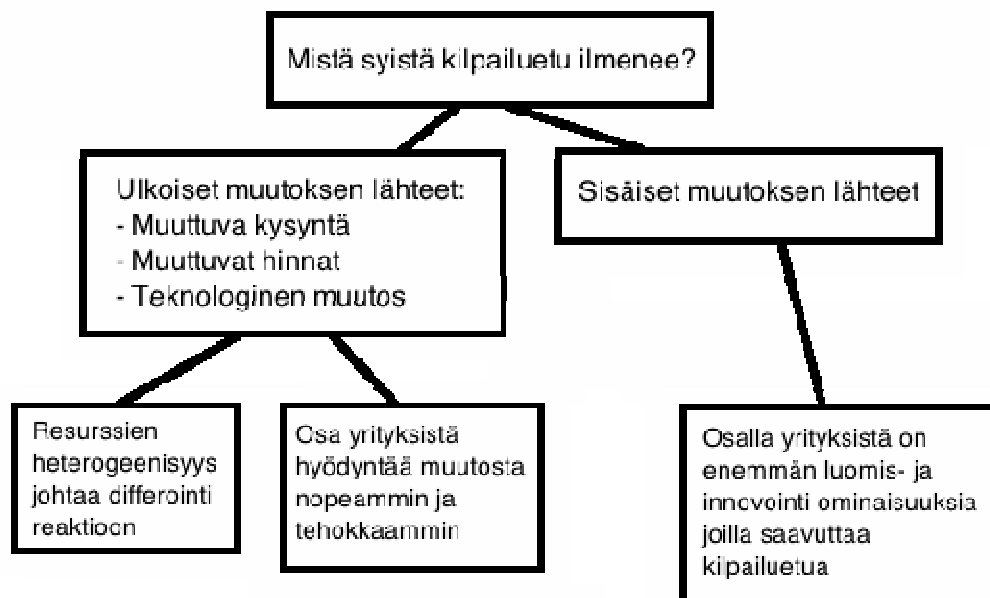 Mistä syistä kilpailuetu ilmenee?
Ulkoiset muutoksen lähteet:
- Muuttuva kysyntä
- Muuttuvat hinnat
- Teknologinen muutos
Sisäiset muutoksen lähteet
Resurssien
heterogeenisyys
johtaa differointi
reaktioon
Osa yrityksistä
hyödyntää muutosta
nopeammin ja
tehokkaammin
Osalla yrityksistä on
enemmän luomis- ja
innovointi ominaisuuksia
joilla saavuttaa
kilpailuetua